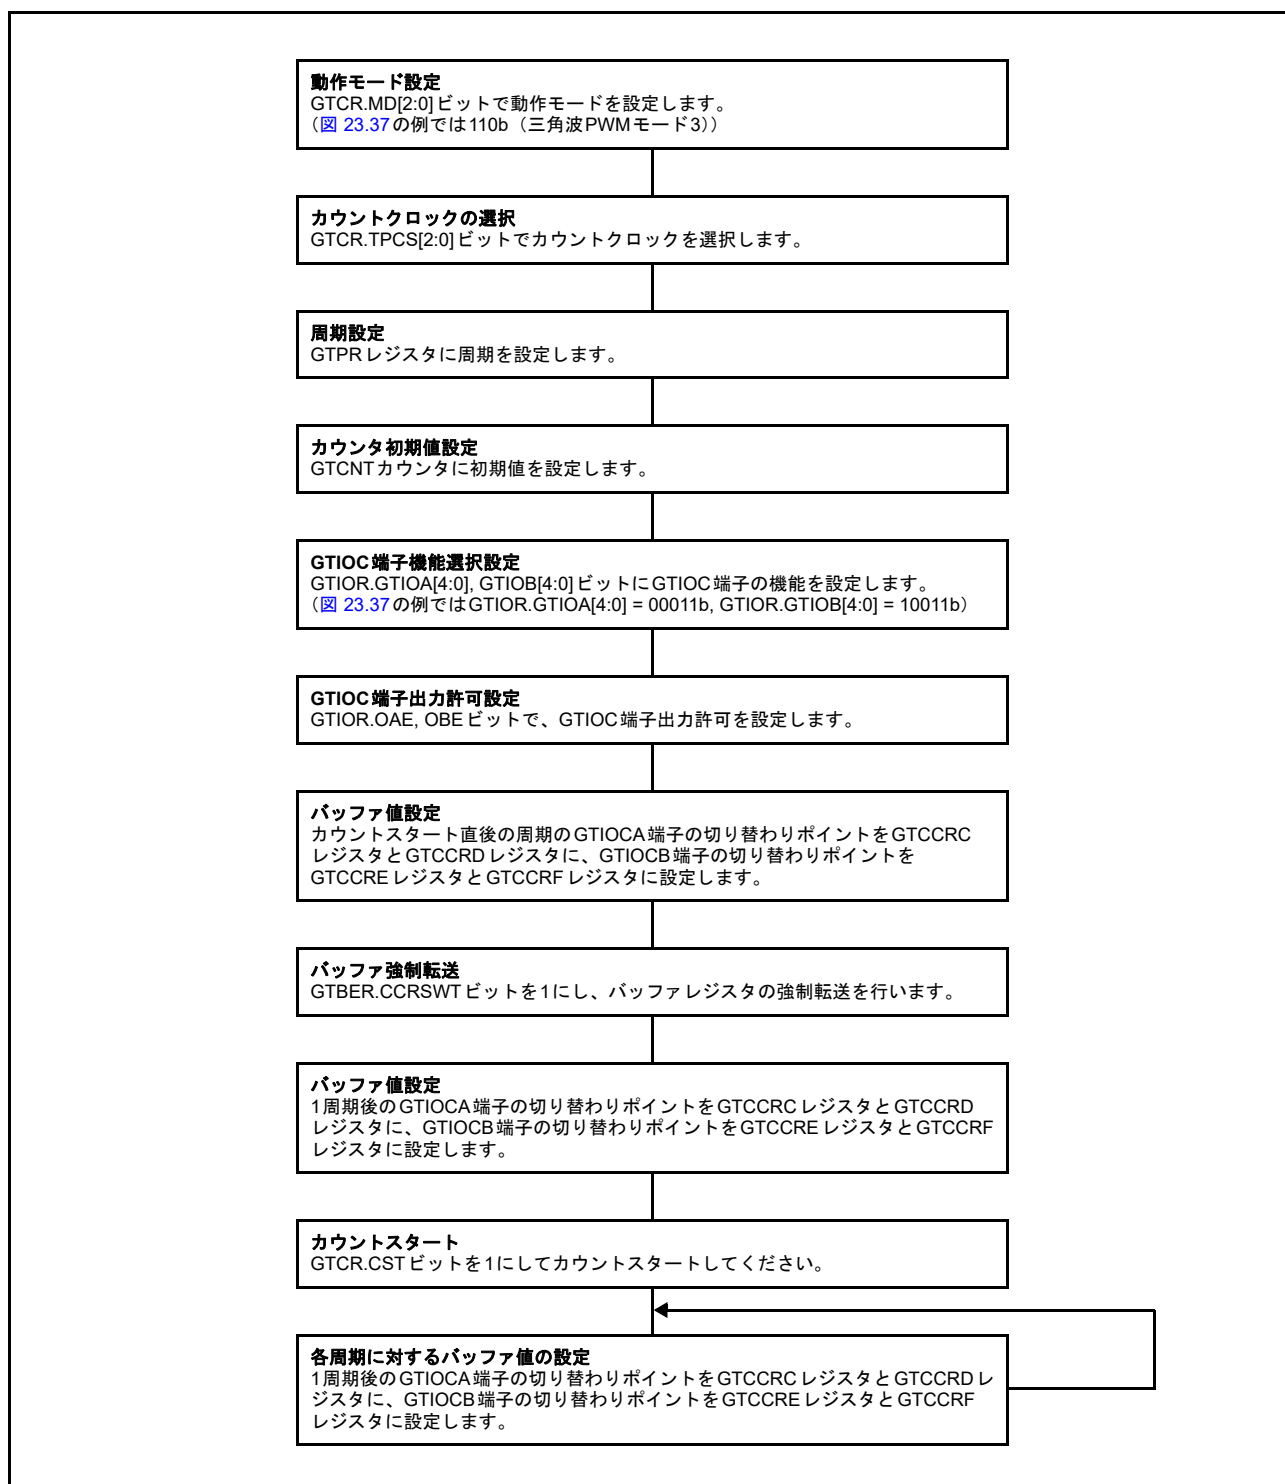 動作モード設定
GTCR.MD[2:0]ビットで動作モードを設定します。
（図 23.37の例では110b（三角波PWMモード3））
カウントクロックの選択
GTCR.TPCS[2:0]ビットでカウントクロックを選択します。
周期設定
GTPRレジスタに周期を設定します。
カウンタ初期値設定
GTCNTカウンタに初期値を設定します。
GTIOC端子機能選択設定
GTIOR.GTIOA[4:0], GTIOB[4:0]ビットにGTIOC端子の機能を設定します。
（図 23.37の例ではGTIOR.GTIOA[4:0] = 00011b, GTIOR.GTIOB[4:0] = 10011b）
GTIOC端子出力許可設定
GTIOR.OAE, OBEビットで、GTIOC端子出力許可を設定します。
バッファ値設定
カウントスタート直後の周期のGTIOCA端子の切り替わりポイントをGTCCRC
レジスタとGTCCRDレジスタに、GTIOCB端子の切り替わりポイントを
GTCCREレジスタとGTCCRFレジスタに設定します。
バッファ強制転送
GTBER.CCRSWTビットを1にし、バッファレジスタの強制転送を行います。
バッファ値設定
1周期後のGTIOCA端子の切り替わりポイントをGTCCRCレジスタとGTCCRD
レジスタに、GTIOCB端子の切り替わりポイントをGTCCREレジスタとGTCCRF
レジスタに設定します。
カウントスタート
GTCR.CSTビットを1にしてカウントスタートしてください。
各周期に対するバッファ値の設定
1周期後のGTIOCA端子の切り替わりポイントをGTCCRCレジスタとGTCCRDレ
ジスタに、GTIOCB端子の切り替わりポイントをGTCCREレジスタとGTCCRF
レジスタに設定します。